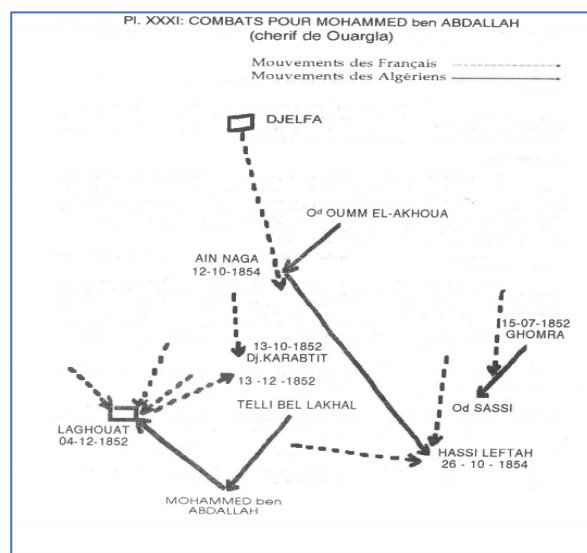 Pl. XXXI: COMBATS POUR MOHAMMED ben ABDALLAH
(cherif de Ouargla)
Mouvements des Français
Mouvements des Algériens
DJELFA
Od OUMM EL-AKHOUA
AIN NAGA
12-10-1854
15-07-1852
GHOMRA
13-10-1852
Dj.KARABTIT
13 -12 -1852
TELLI BEL LAKHAL
Od SASSI
LAGHOUAT
04-12-1852
HASSI LEFTAH
26 - 10 - 1854
MOHAMMED ben
ABDALLAH